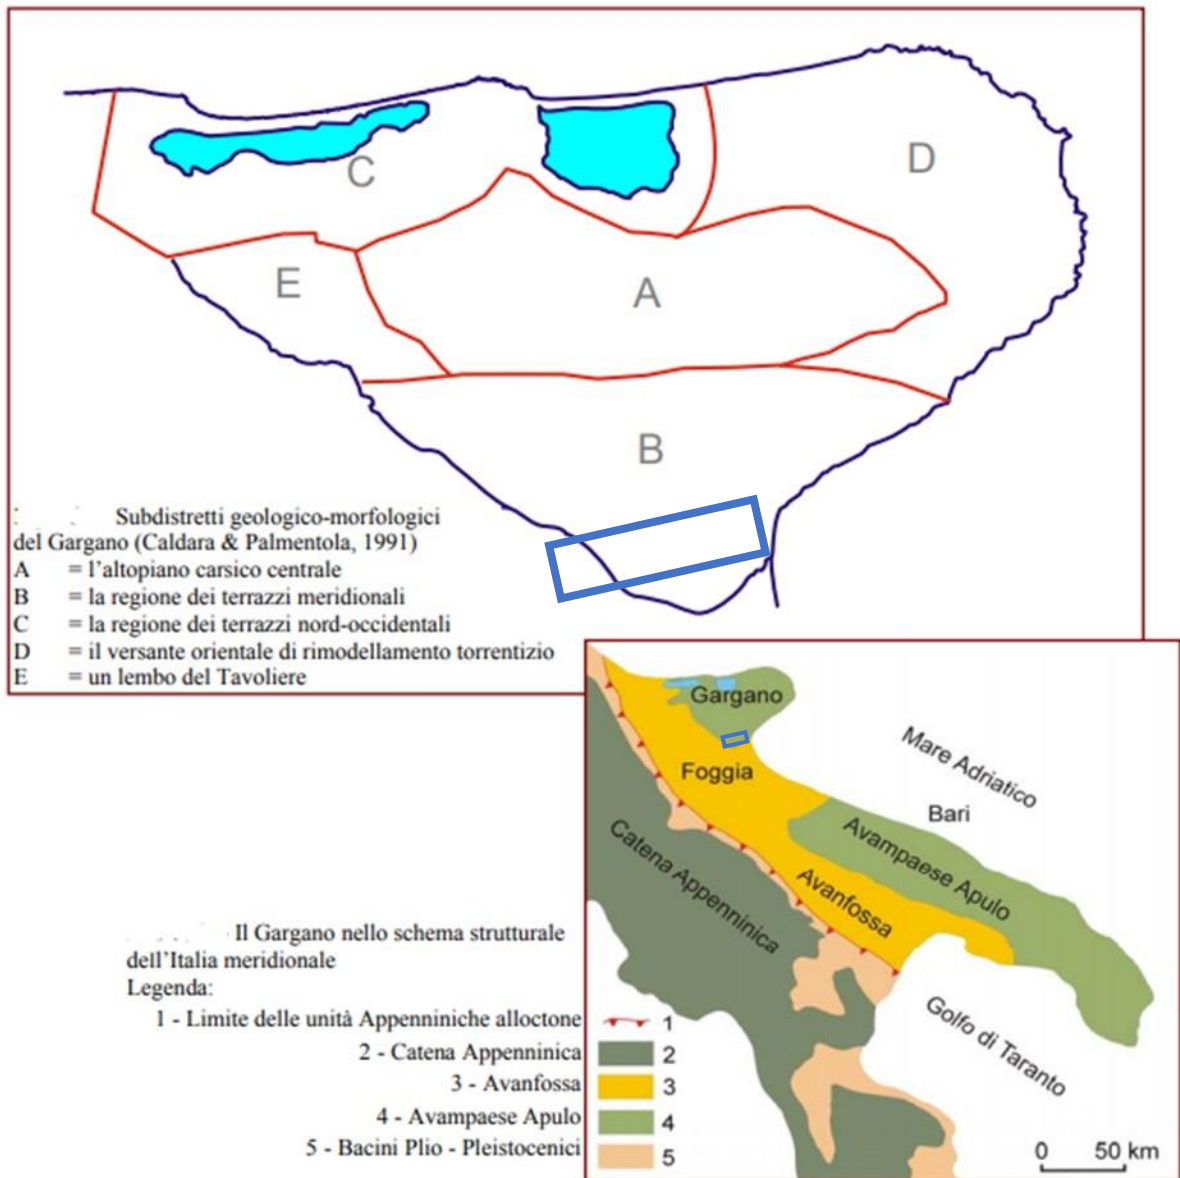 C
D
E
A
B
Subdistretti geologico-morfologici
del Gargano (Caldara & Palmentola, 1991)
A = l'altopiano carsico centrale
B = la regione dei terrazzi meridionali
C = la regione dei terrazzi nord-occidentali
D = il versante orientale di rimodellamento torrentizio
E = un lembo del Tavoliere
Gargano
Foggia
Mare Adriatico
Bari
Avampaese Apulo
Catena Appenninica
Avanfossa
Golfo di Taranto
1
2
3
4
5
0 50 km
Il Gargano nello schema strutturale
dell'Italia meridionale
Legenda:
1 - Limite delle unità Appenniniche alloctone
2 - Catena Appenninica
3 - Avanfossa
4 - Avampaese Apulo
5 - Bacini Plio - Pleistocenici